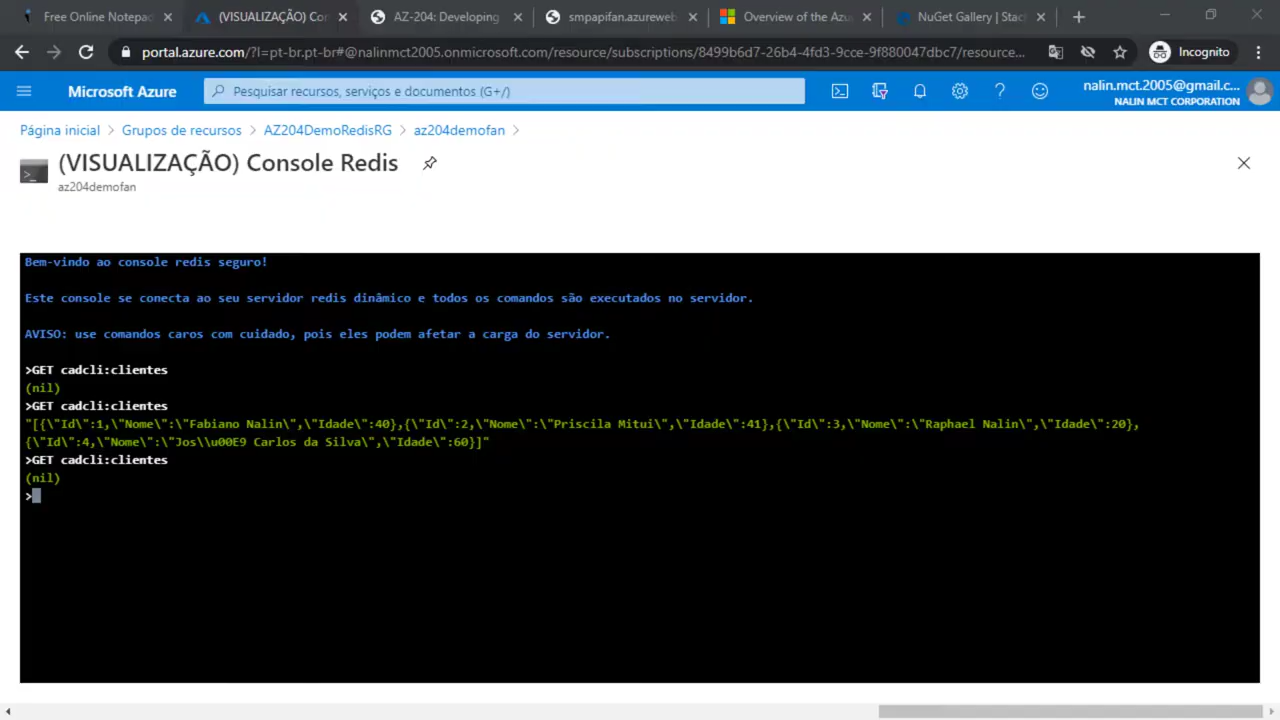 Free Online Notepad
(VISUALIZAÇÃO) Con
AZ-204: Developing
smpapifan.azureweb
Overview of the Azu
NuGet Gallery | Stac
portal.azure.com/?l=pt-br.pt-br#@nalinmct2005.onmicrosoft.com/resource/subscriptions/8499b6d7-26b4-4fd3-9cce-9f880047dbc7/resource...
Incognito
Microsoft Azure
Pesquisar recursos, serviços e documentos (G+/)
nalin.mct.2005@gmail.c...
NALIN MCT CORPORATION
Página inicial > Grupos de recursos > AZ204DemoRedisRG > az204demofan >
(VISUALIZAÇÃO) Console Redis
az204demofan
Bem-vindo ao console redis seguro!
Este console se conecta ao seu servidor redis dinâmico e todos os comandos são executados no servidor.
AVISO: use comandos caros com cuidado, pois eles podem afetar a carga do servidor.
>GET cadcli:clientes
(nil)
>GET cadcli:clientes
"[{\"Id\":1,\"Nome\":\"Fabiano Nalin\",\"Idade\":40},{\"Id\":2,\"Nome\":\"Priscila Mitui\",\"Idade\":41},{\"Id\":3,\"Nome\":\"Raphael Nalin\",\"Idade\":20},
{\"Id\":4,\"Nome\":\"Jos\\u00E9 Carlos da Silva\",\"Idade\":60}]"
>GET cadcli:clientes
(nil)
>